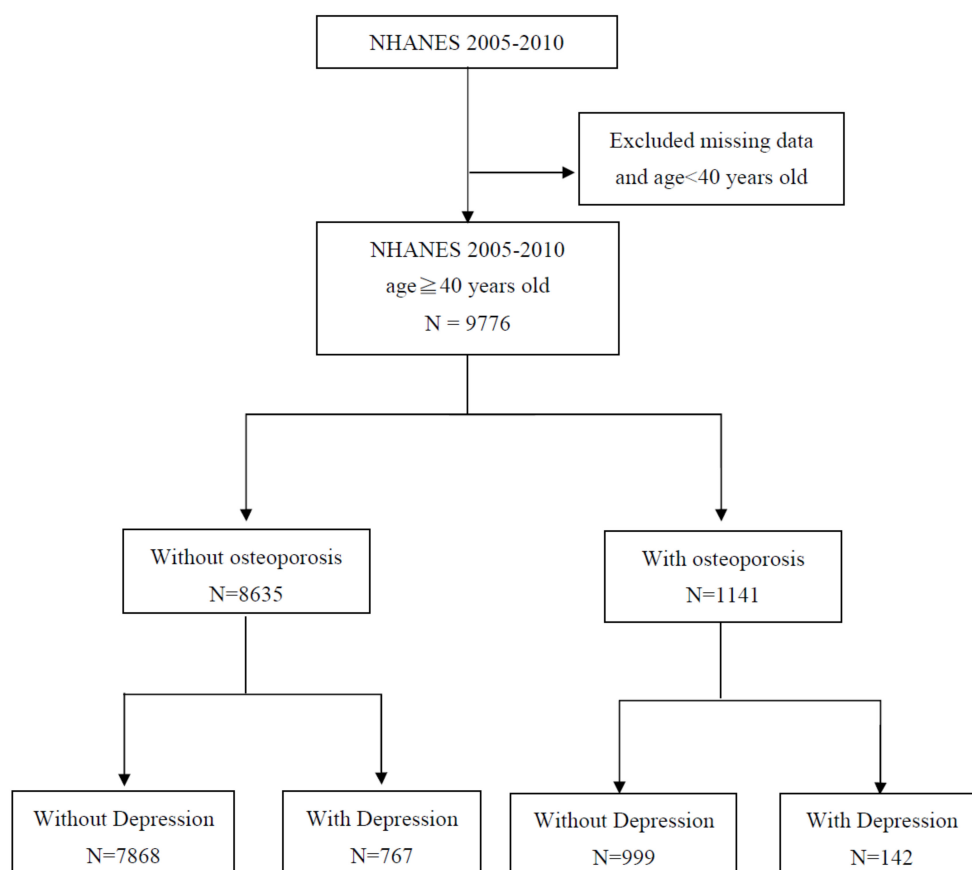 NHANES 2005-2010
Excluded missing data
and age<40 years old
NHANES 2005-2010
age≧40 years old
N = 9776
Without osteoporosis
N=8635
With osteoporosis
N=1141
Without Depression
N=7868
With Depression
N=767
Without Depression
N=999
With Depression
N=142